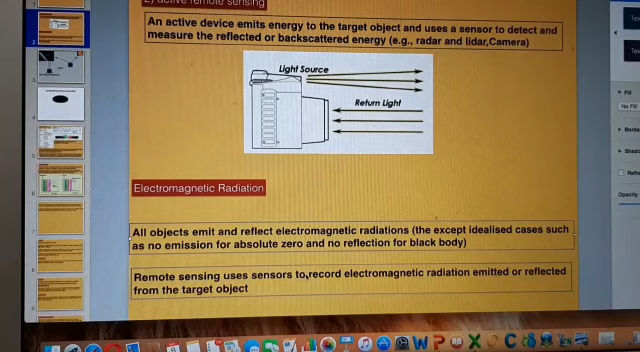 2) active remote sensing
An active device emits energy to the target object and uses a sensor to detect and
measure the reflected or backscattered energy (e.g., radar and lidar,Camera)
Light Source
Return Light
Electromagnetic Radiation
All objects emit and reflect electromagnetic radiations (the except idealised cases such
as no emission for absolute zero and no reflection for black body)
Remote sensing uses sensors to record electromagnetic radiation emitted or reflected
from the target object
Fill
No Fill
Opacity